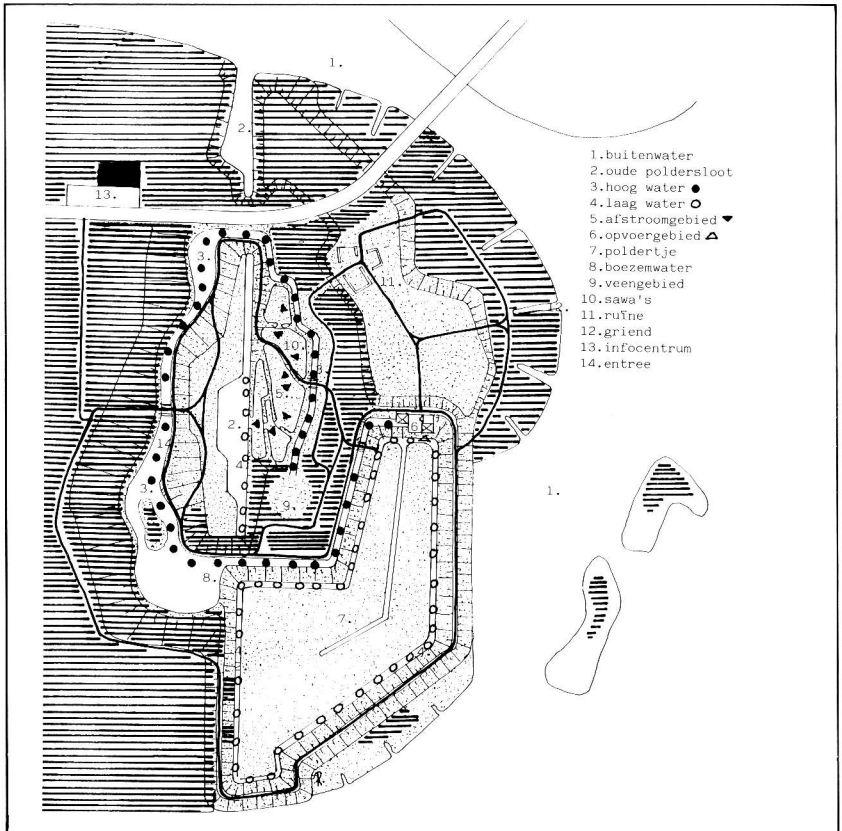 1.
2.
13.
3.
11.
10.
5.
2.
6.
4.
14.
3.
9.
1.
8.
7.
1.buitenwater
2.oude poldersloot
3.hoog water ●
4.laag water O
5.afstroomgebied ▼
6.opvoergebied △
7.poldertje
8.boezemwater
9.veengebied
10.sawa's
11.ruïne
12.griend
13.infocentrum
14.entree